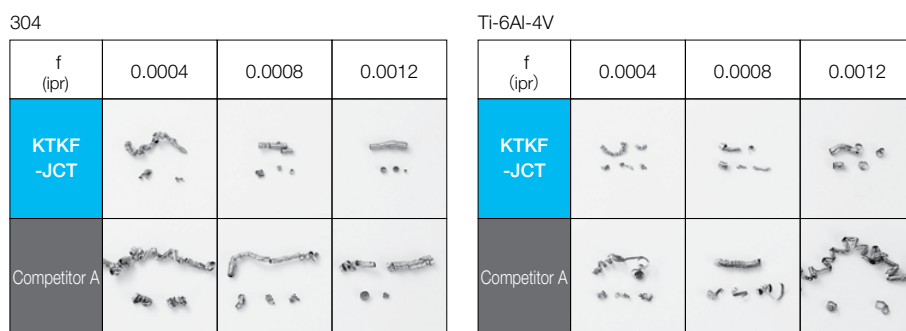 304
f
(ipr)
0.0004
0.0008
0.0012
KTKF
-JCT
Competitor A
Ti-6Al-4V
f
(ipr)
0.0004
0.0008
0.0012
KTKF
-JCT
Competitor A